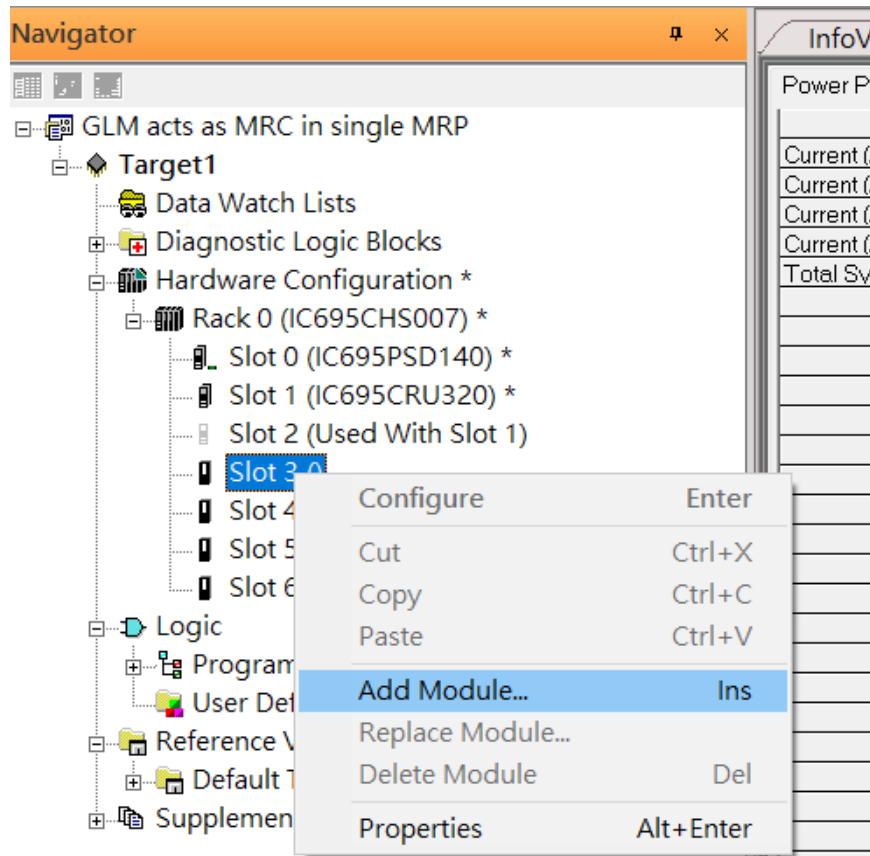 Navigator
InfoV
Power P
GLM acts as MRC in single MRP
Target1
Current (
Data Watch Lists
Current (
Current (
Diagnostic Logic Blocks
Current (
Hardware Configuration *
Total Sy
Rack 0 (IC695CHS007) *
Slot 0 (IC695PSD140) *
Slot 1 (IC695CRU320) *
Slot 2 (Used With Slot 1)
Slot 3
Configure Enter
Slot 4
Slot 5
Cut Ctrl+X
Slot 6
Copy Ctrl+C
Logic
Paste Ctrl+V
Program
Add Module... Ins
User Def
Replace Module...
Reference V
Default T
Delete Module Del
Supplemen
Properties Alt+Enter